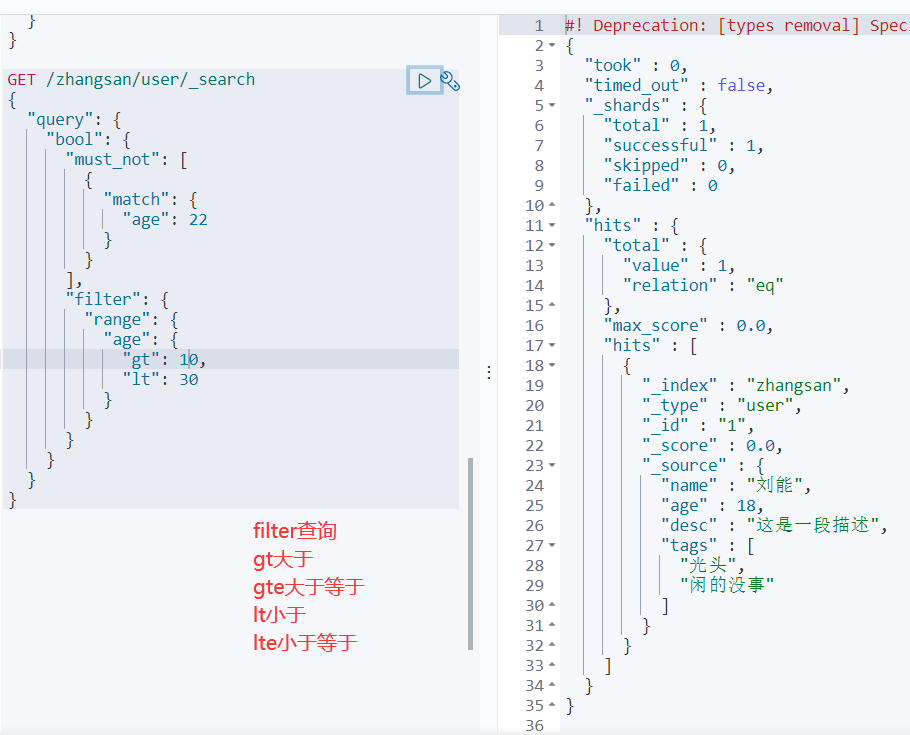 }
}
GET /zhangsan/user/_search
{
"query": {
"bool": {
"must_not": [
{
"match": {
"age": 22
}
}
],
"filter": {
"range": {
"age": {
"gt": 10,
"lt": 30
}
}
}
}
}
}
filter查询
gt大于
gte大于等于
lt小于
lte小于等于
1 #! Deprecation: [types removal] Spec
2 {
3 "took" : 0,
4 "timed_out" : false,
5 "_shards" : {
6 "total" : 1,
7 "successful" : 1,
8 "skipped" : 0,
9 "failed" : 0
10 },
11 "hits" : {
12 "total" : {
13 "value" : 1,
14 "relation" : "eq"
15 },
16 "max_score" : 0.0,
17 "hits" : [
18 {
19 "_index" : "zhangsan",
20 "_type" : "user",
21 "_id" : "1",
22 "_score" : 0.0,
23 "_source" : {
24 "name" : "刘能",
25 "age" : 18,
26 "desc" : "这是一段描述",
27 "tags" : [
28 "光头",
29 "闲的没事"
30 ]
31 }
32 }
33 ]
34 }
35 }
36